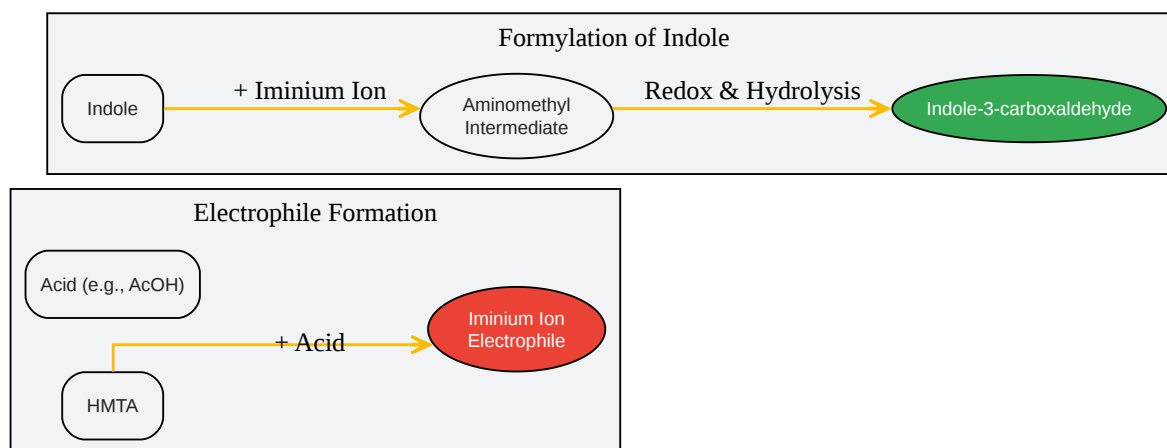 Formylation of Indole
Indole
+ Iminium Ion
Aminomethyl
Intermediate
Redox & Hydrolysis
Indole-3-carboxaldehyde
Electrophile Formation
Acid (e.g., AcOH)
HMTA
+ Acid
Iminium Ion
Electrophile